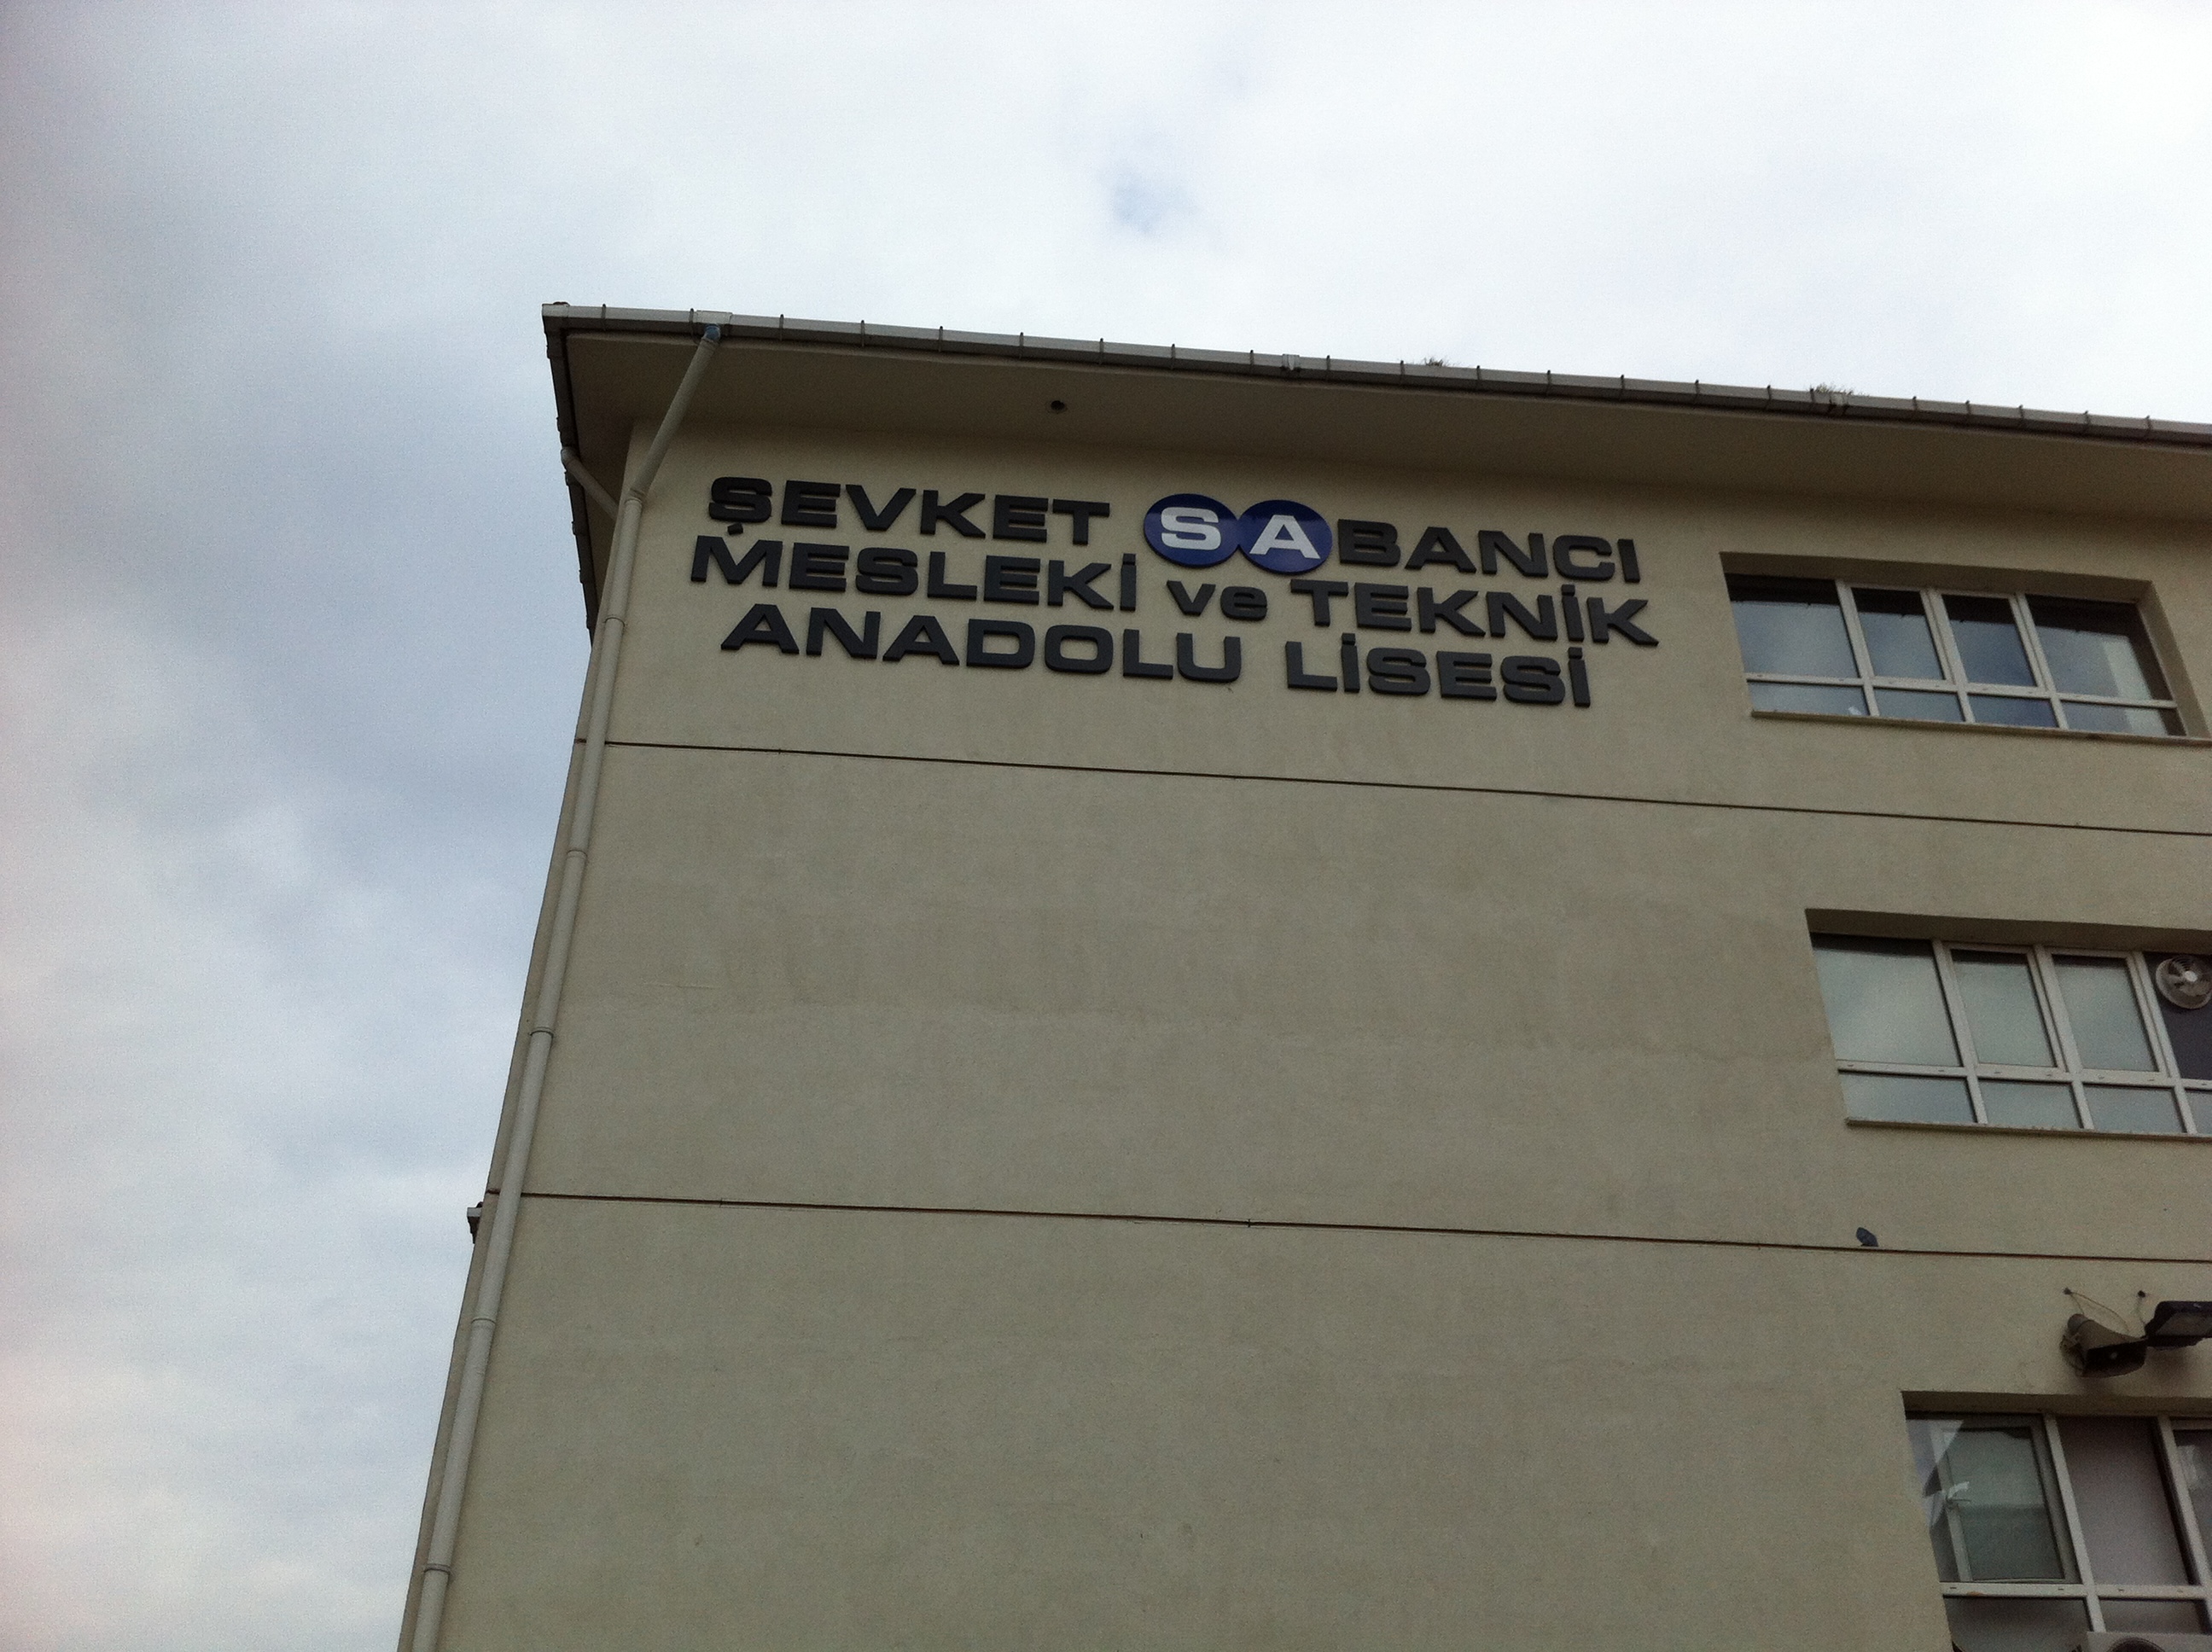 ŞEVKET SABANCI
MESLEKİ ve TEKNİK
ANADOLU LİSESİ